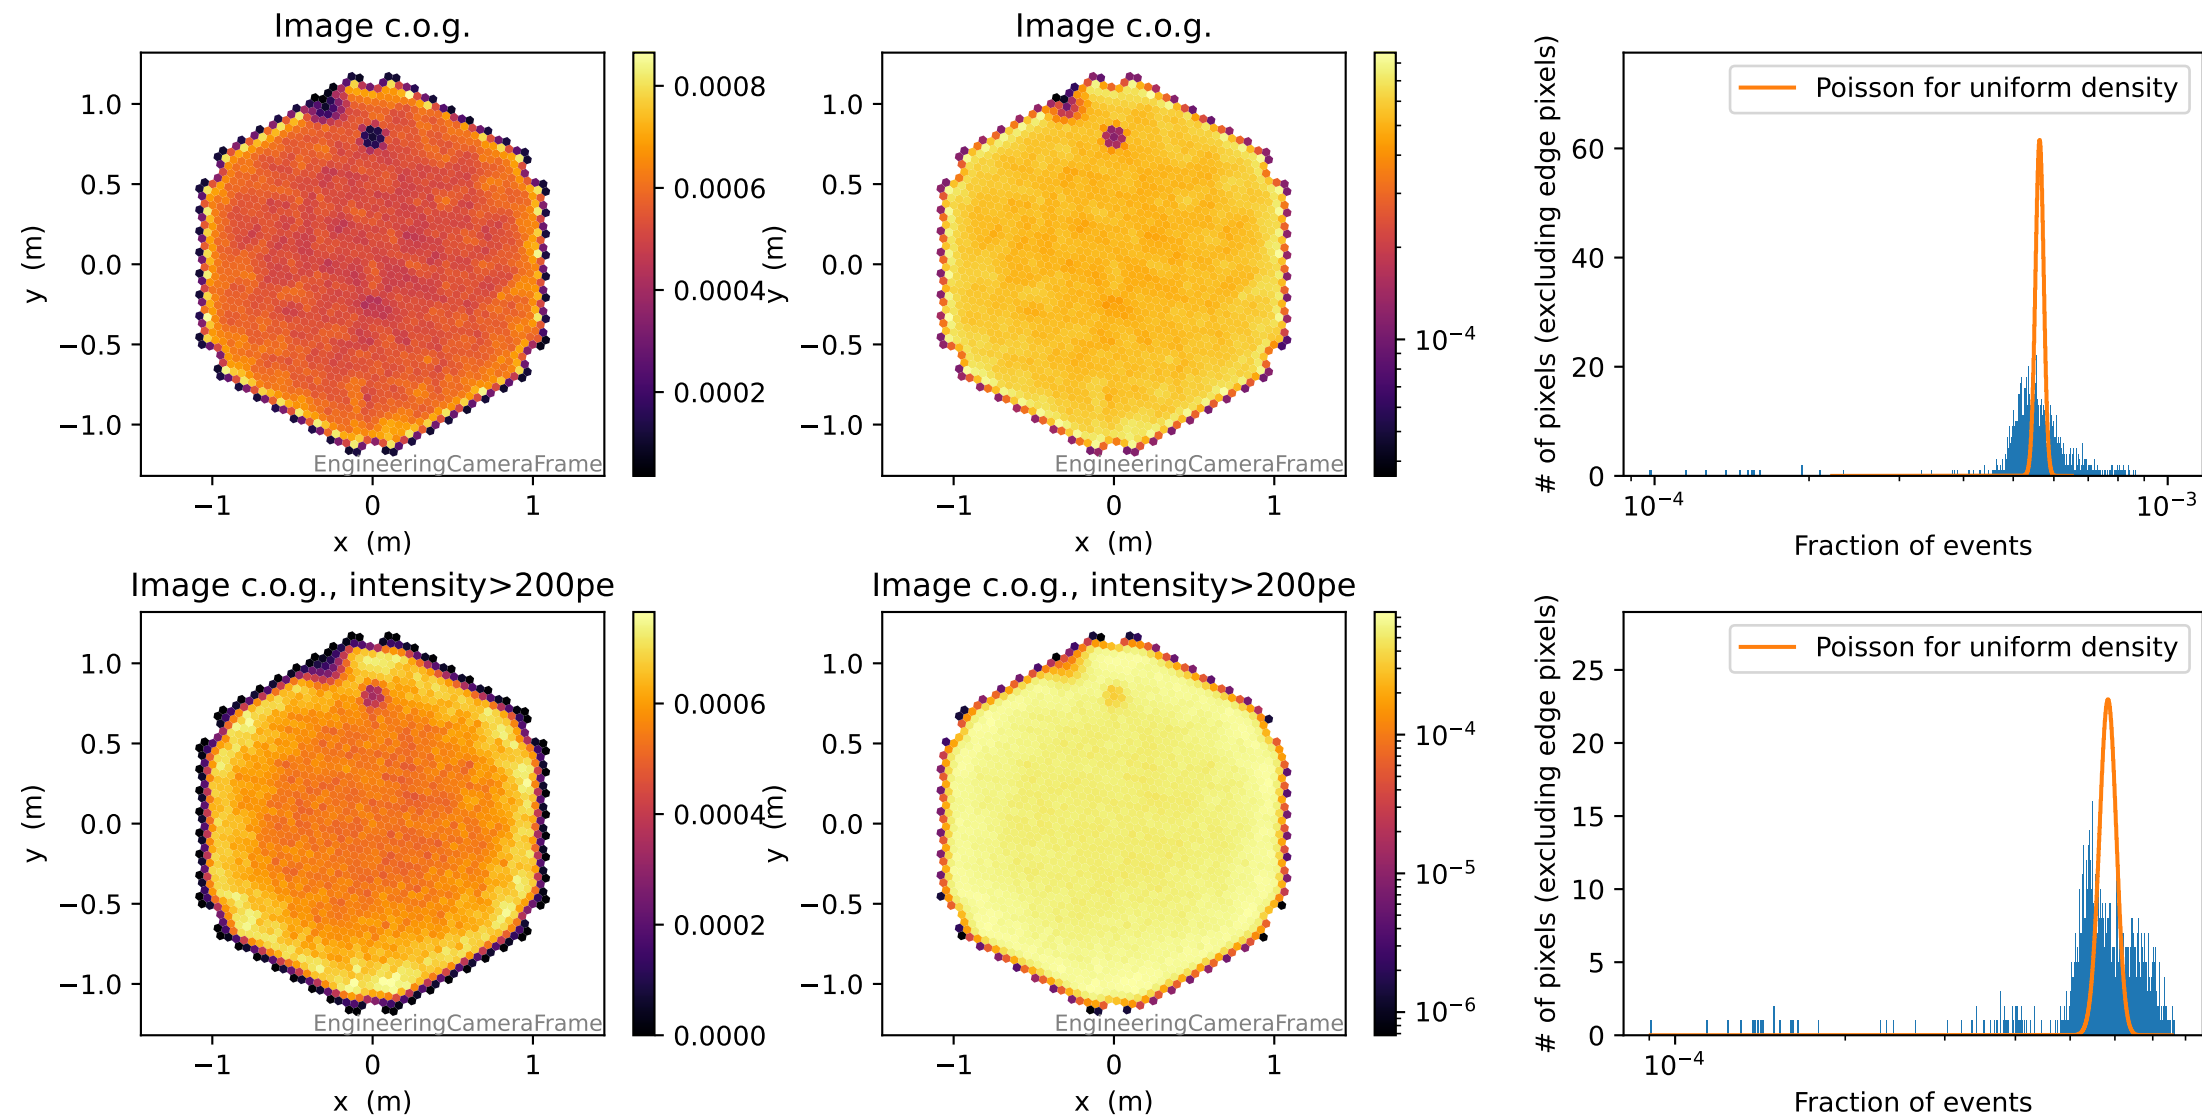 Image c.o.g.
1.0
0.5
0.0
−0.5
−1.0
y (m)
−1 0 1
x (m)
EngineeringCameraFrame
0.0008
0.0006
0.0004
0.0002
Image c.o.g.
1.0
0.5
0.0
−0.5
−1.0
y (m)
−1 0 1
x (m)
EngineeringCameraFrame
10⁻⁴
# of pixels (excluding edge pixels)
60
40
20
0
Poisson for uniform density
10⁻⁴ 10⁻³
Fraction of events
Image c.o.g., intensity>200pe
1.0
0.5
0.0
−0.5
−1.0
y (m)
−1 0 1
x (m)
EngineeringCameraFrame
0.0006
0.0004
0.0002
0.0000
Image c.o.g., intensity>200pe
1.0
0.5
0.0
−0.5
−1.0
y (m)
−1 0 1
x (m)
EngineeringCameraFrame
10⁻⁴
10⁻⁵
10⁻⁶
# of pixels (excluding edge pixels)
25
20
15
10
5
0
Poisson for uniform density
10⁻⁴
Fraction of events